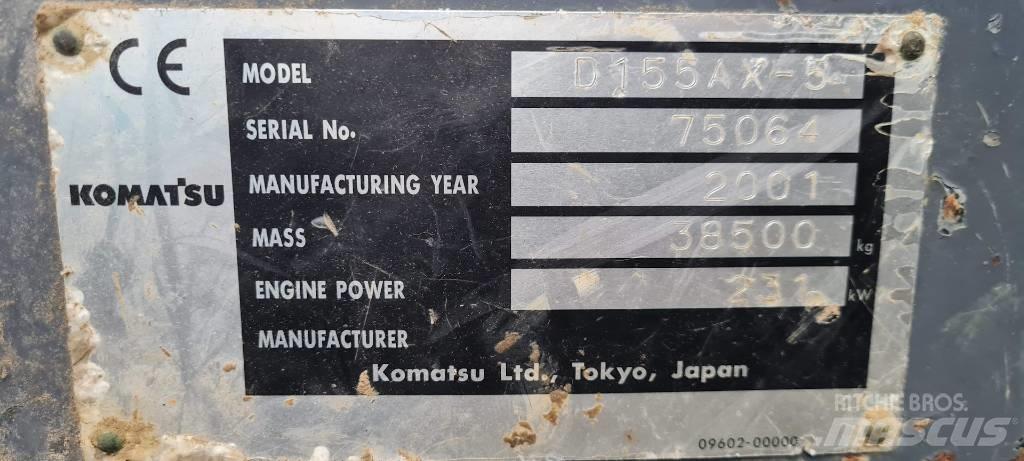 CE
KOMATSU
MODEL D155AX-5
SERIAL No. 75064
MANUFACTURING YEAR 2001
MASS 38500 kg
ENGINE POWER 231 kW
MANUFACTURER
Komatsu Ltd., Tokyo, Japan
09602-00000
RITCHIE BROS.
MASCUS